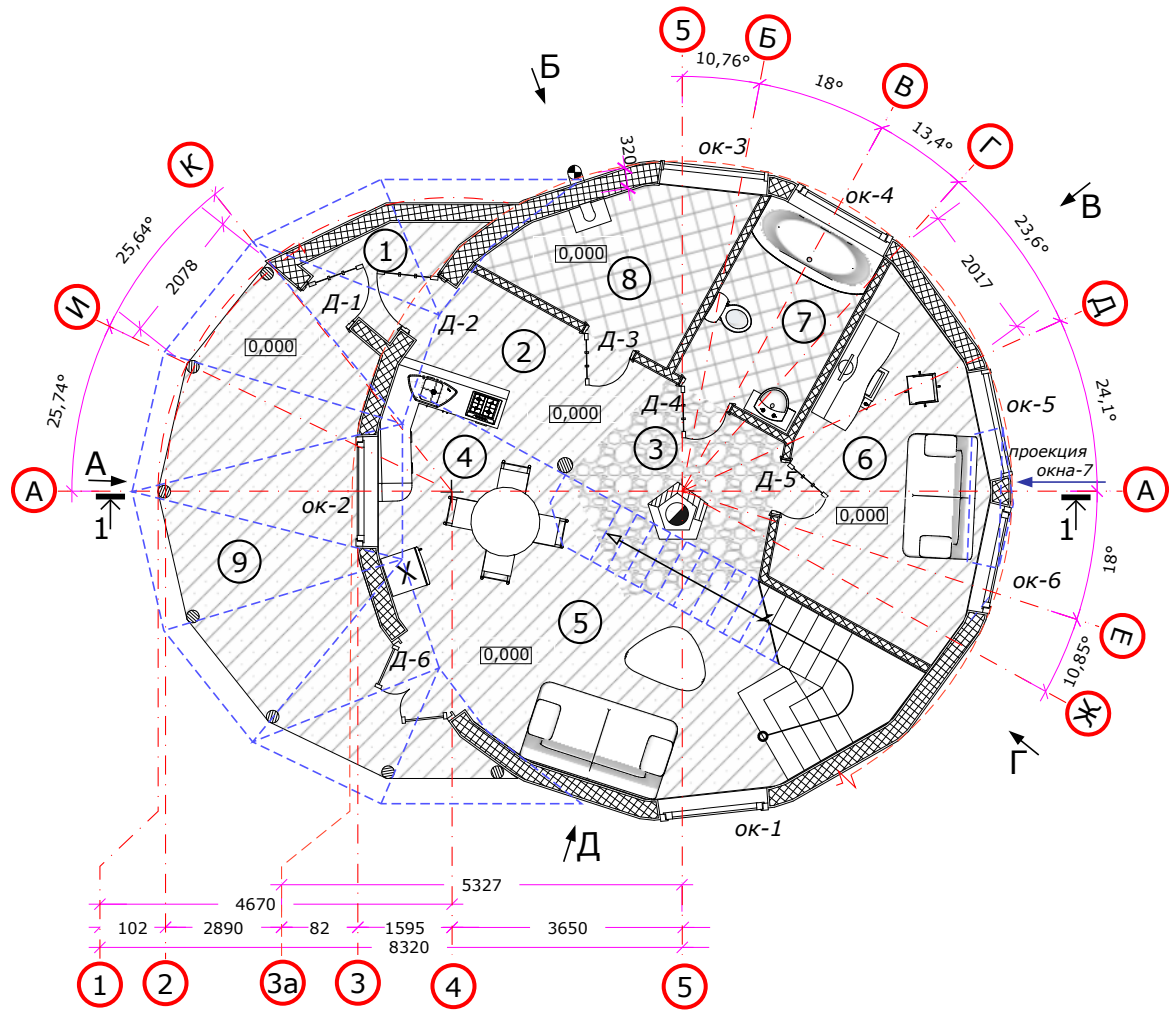 5
Б
10,76°
18°
В
13,4°
Г
Б
К
320
ок-3
ок-4
В
25,64°
2078
1
0,000
8
23,6°
2017
И
Д-1
Д-2
7
Д
0,000
2
Д-3
25,74°
0,000
Д-4
24,1°
ок-5
4
3
6
проекция
окна-7
А
А
1
ок-2
Д-5
0,000
1
А
9
Х
18°
ок-6
5
Е
0,000
Д-6
10,85°
Ж
Г
ок-1
Д
5327
4670
102
2890
82
1595
3650
8320
1
2
3а
3
4
5